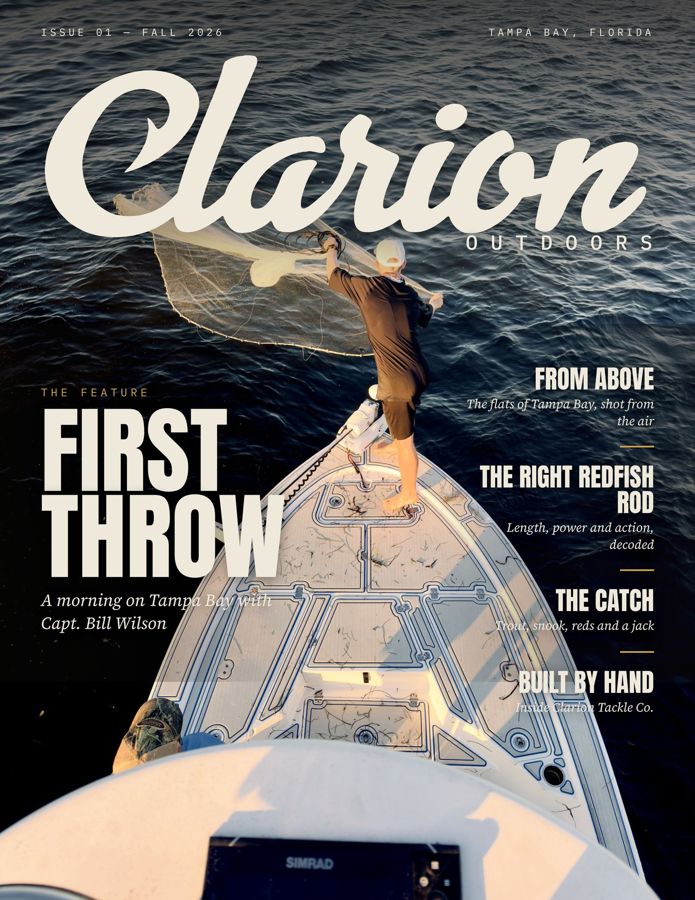 ISSUE 01 — FALL 2026
TAMPA BAY, FLORIDA
Clarion
OUTDOORS
THE FEATURE
FIRST
THROW
A morning on Tampa Bay with
Capt. Bill Wilson
FROM ABOVE
The flats of Tampa Bay, shot from
the air
THE RIGHT REDFISH
ROD
Length, power and action,
decoded
THE CATCH
Trout, snook, reds and a jack
BUILT BY HAND
Inside Clarion Tackle Co.
SIMRAD